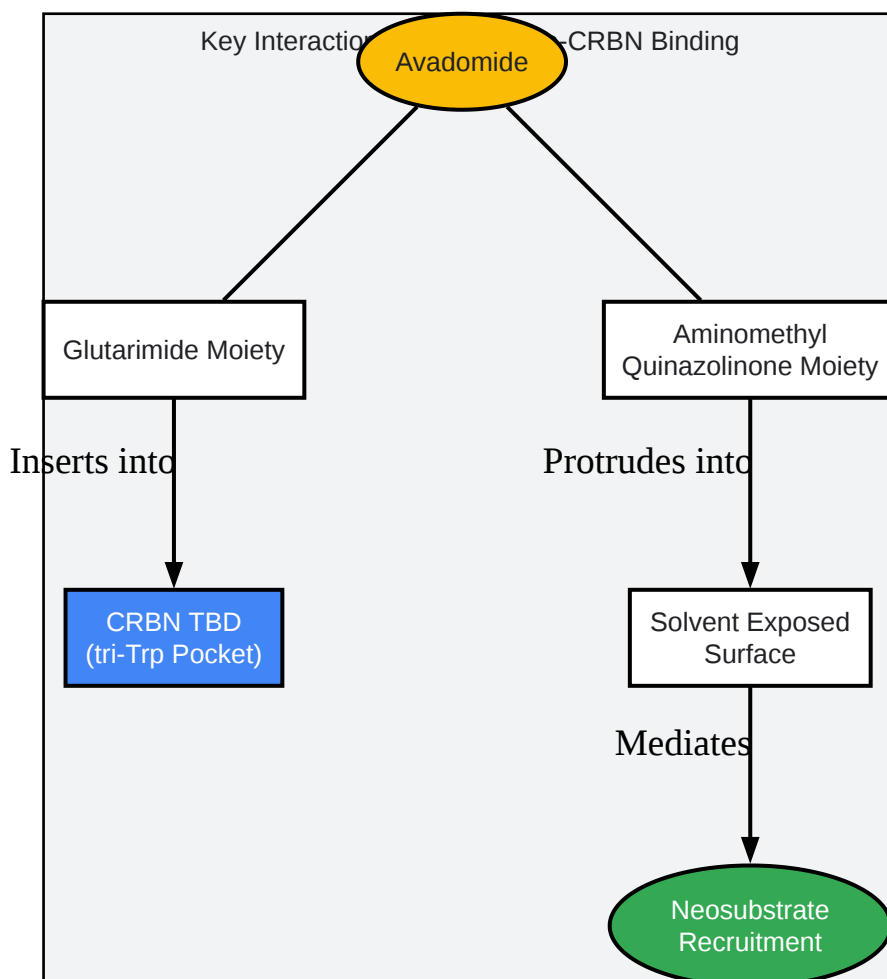 Key Interaction -CRBN Binding
Avadomide
Glutarimide Moiety
Aminomethyl
Quinazolinone Moiety
Inserts into
Protrudes into
CRBN TBD
(tri-Trp Pocket)
Solvent Exposed
Surface
Mediates
Neosubstrate
Recruitment